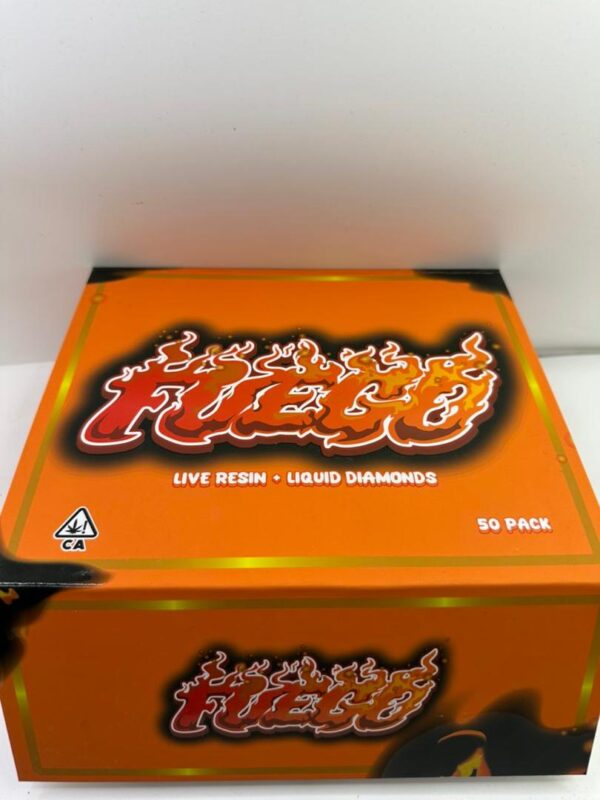 FUEGO
LIVE RESIN + LIQUID DIAMONDS
CA
50 PACK
FUEGO